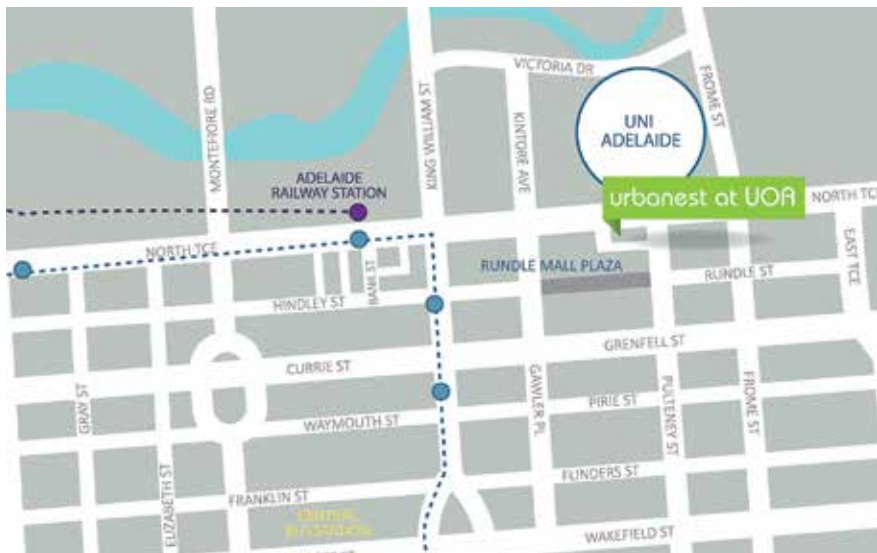 VICTORIA DR
FROME ST
MONTEFIORE RD
KING WILLIAM ST
KINTORE AVE
UNI
ADELAIDE
ADELAIDE
RAILWAY STATION
urbanest at UOA
NORTH TCE
NORTH TCE
EAST TCE
BANK ST
RUNDLE MALL PLAZA
RUNDLE ST
HINDLEY ST
GRENFELL ST
CURRIE ST
GRAY ST
GAWLER PL
PULTENEY ST
FROME ST
PIRIE ST
WAYMOUTH ST
ELIZABETH ST
FLINDERS ST
FRANKLIN ST
CENTRAL
BUS STATION
WAKEFIELD ST